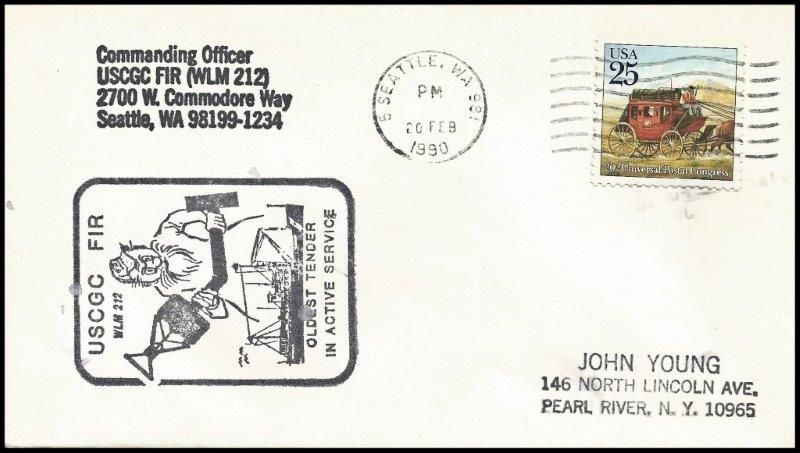 Commanding Officer
USCGC FIR (WLM 212)
2700 W. Commodore Way
Seattle, WA 98199-1234
SEATTLE, WA 981
PM
20 FEB
1990
USA
25
20th Universal Postal Congress
USCGC FIR
WLM 212
OLDEST TENDER
IN ACTIVE SERVICE
JOHN YOUNG
146 NORTH LINCOLN AVE.
PEARL RIVER, N.Y. 10965